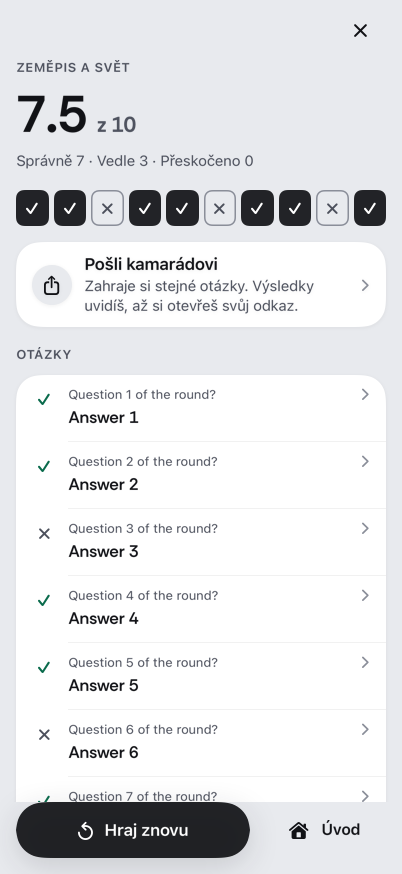 ZEMĚPIS A SVĚT
7.5 z 10
Správně 7 · Vedle 3 · Přeskočeno 0
Pošli kamarádovi
Zahraje si stejné otázky. Výsledky
uvidíš, až si otevřeš svůj odkaz.
OTÁZKY
Question 1 of the round?
Answer 1
Question 2 of the round?
Answer 2
Question 3 of the round?
Answer 3
Question 4 of the round?
Answer 4
Question 5 of the round?
Answer 5
Question 6 of the round?
Answer 6
Question 7 of the round?
Hraj znovu
Úvod